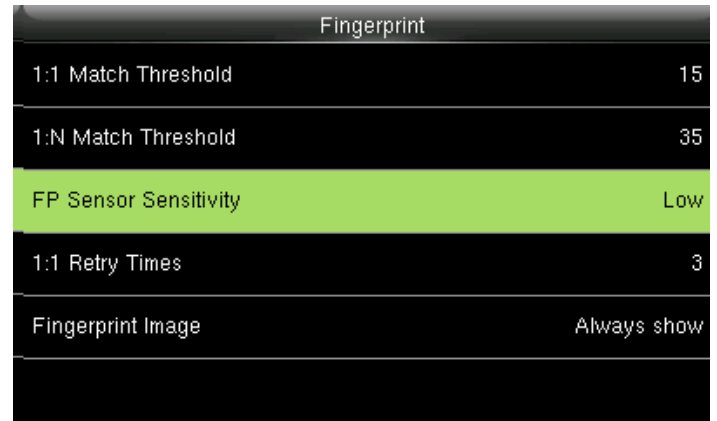 Fingerprint
1:1 Match Threshold 15
1:N Match Threshold 35
FP Sensor Sensitivity Low
1:1 Retry Times 3
Fingerprint Image Always show